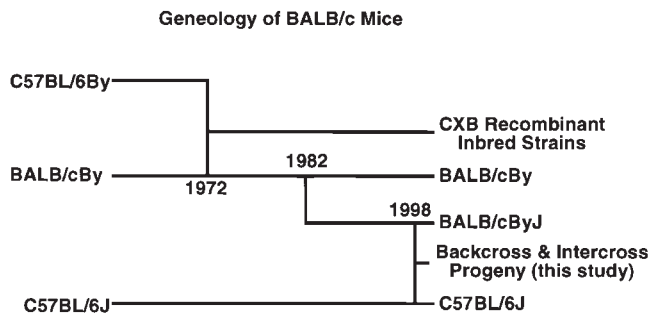 Geneology of BALB/c Mice
C57BL/6By
CXB Recombinant
Inbred Strains
1982
BALB/cBy
BALB/cBy
1972
1998
BALB/cByJ
Backcross & Intercross
Progeny (this study)
C57BL/6J
C57BL/6J